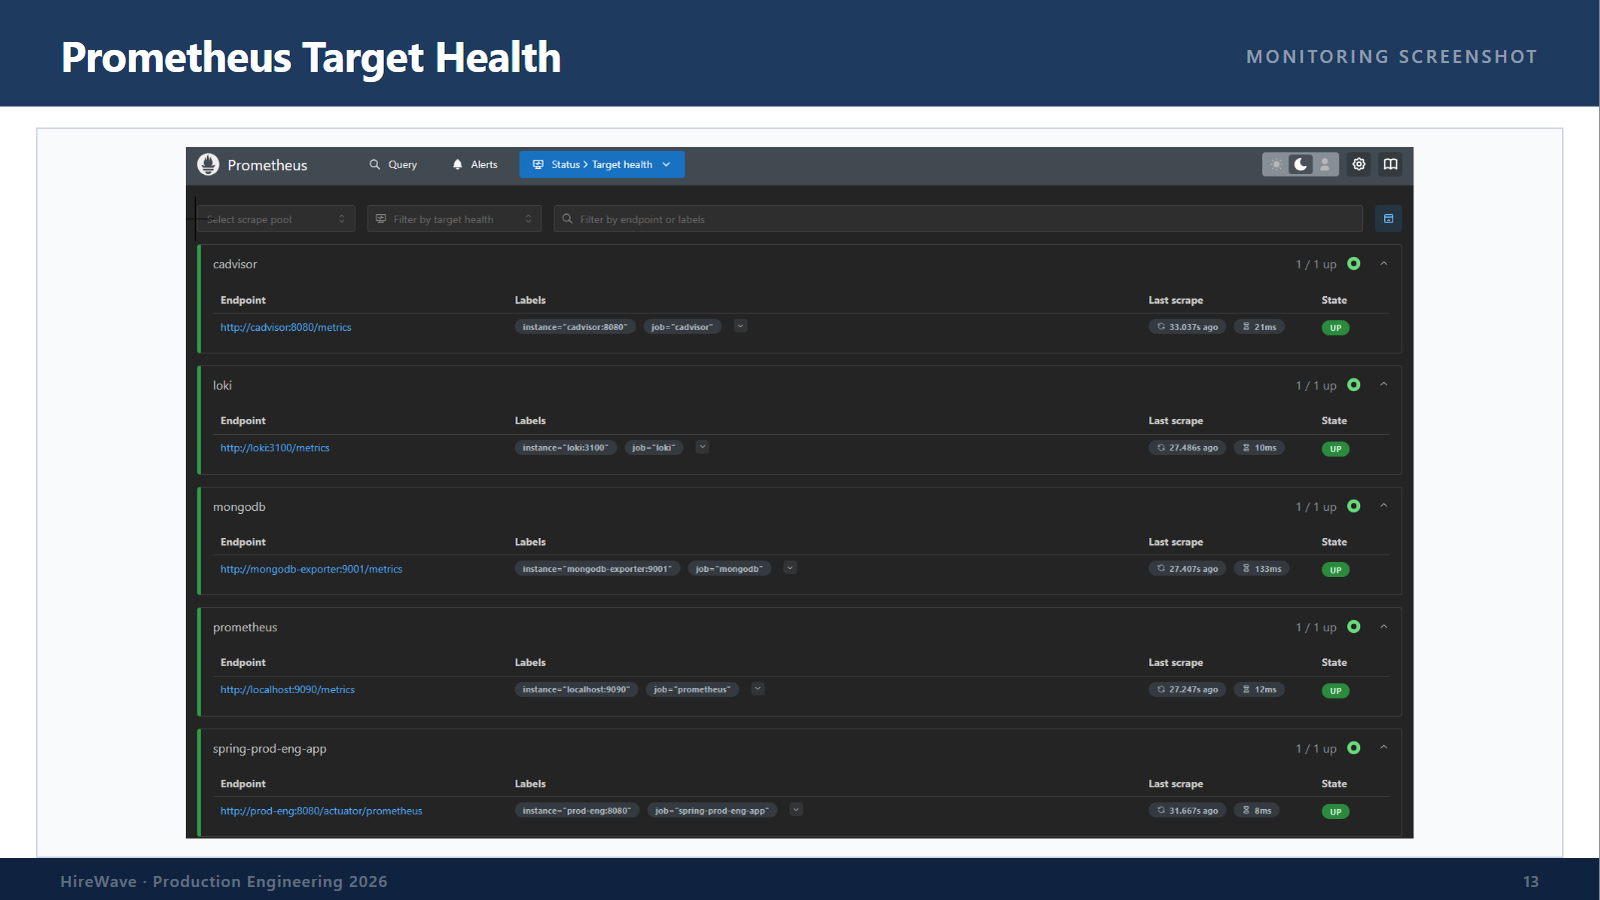 Prometheus Target Health
MONITORING SCREENSHOT
Prometheus Query Alerts Status > Target health
Select scrape pool Filter by target health Filter by endpoint or labels
cadvisor 1 / 1 up
Endpoint Labels Last scrape State
http://cadvisor:8080/metrics instance="cadvisor:8080" job="cadvisor" 33.037s ago 21ms UP
loki 1 / 1 up
Endpoint Labels Last scrape State
http://loki:3100/metrics instance="loki:3100" job="loki" 27.486s ago 10ms UP
mongodb 1 / 1 up
Endpoint Labels Last scrape State
http://mongodb-exporter:9001/metrics instance="mongodb-exporter:9001" job="mongodb" 27.407s ago 133ms UP
prometheus 1 / 1 up
Endpoint Labels Last scrape State
http://localhost:9090/metrics instance="localhost:9090" job="prometheus" 27.247s ago 12ms UP
spring-prod-eng-app 1 / 1 up
Endpoint Labels Last scrape State
http://prod-eng:8080/actuator/prometheus instance="prod-eng:8080" job="spring-prod-eng-app" 31.667s ago 8ms UP
HireWave · Production Engineering 2026
13